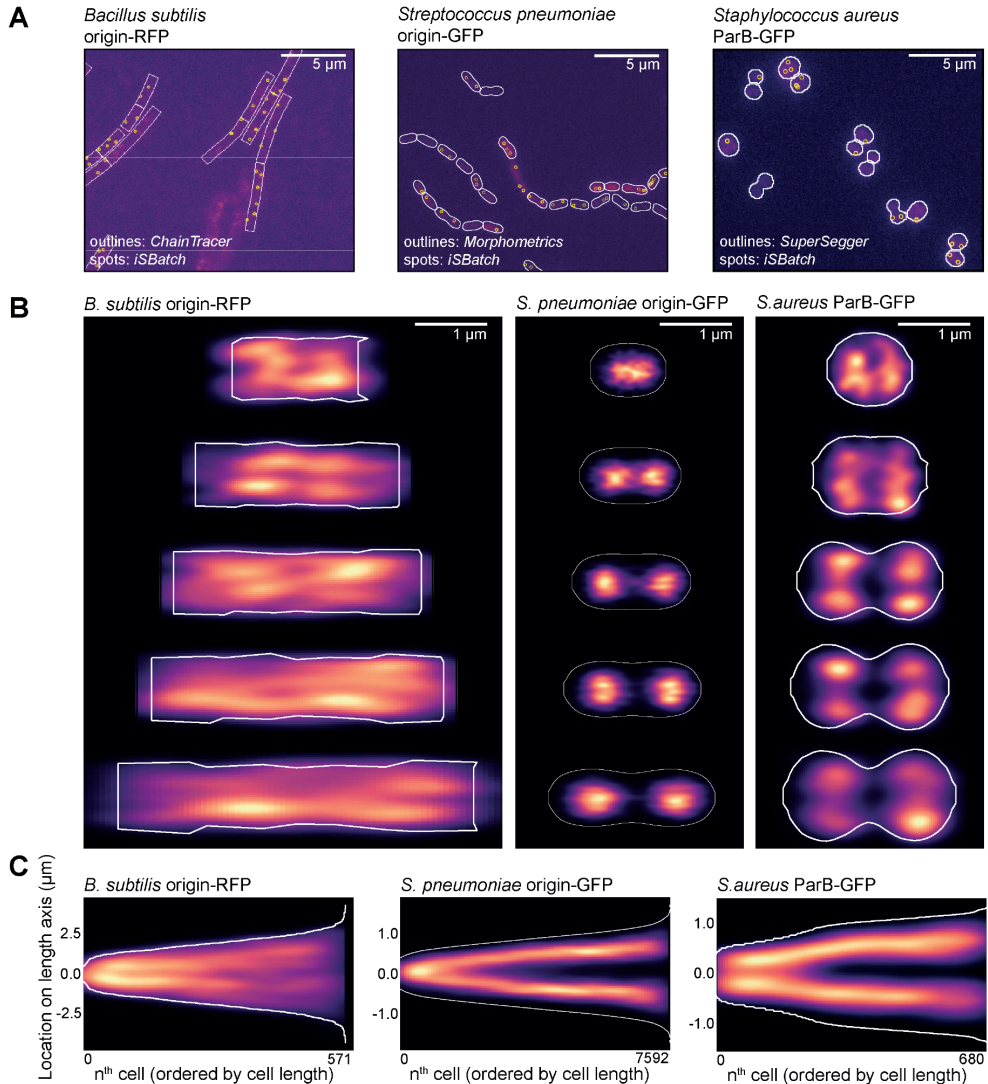 A
Bacillus subtilis
origin-RFP
Streptococcus pneumoniae
origin-GFP
Staphylococcus aureus
ParB-GFP
5 µm
5 µm
5 µm
outlines: ChainTracer
spots: iSBatch
outlines: Morphometrics
spots: iSBatch
outlines: SuperSegger
spots: iSBatch
B
B. subtilis origin-RFP
S. pneumoniae origin-GFP
S.aureus ParB-GFP
1 µm
1 µm
1 µm
C
B. subtilis origin-RFP
S. pneumoniae origin-GFP
S.aureus ParB-GFP
Location on length axis (µm)
2.5
0.0
-2.5
1.0
0.0
-1.0
1.0
0.0
-1.0
0
571
0
7592
0
680
nth cell (ordered by cell length)
nth cell (ordered by cell length)
nth cell (ordered by cell length)